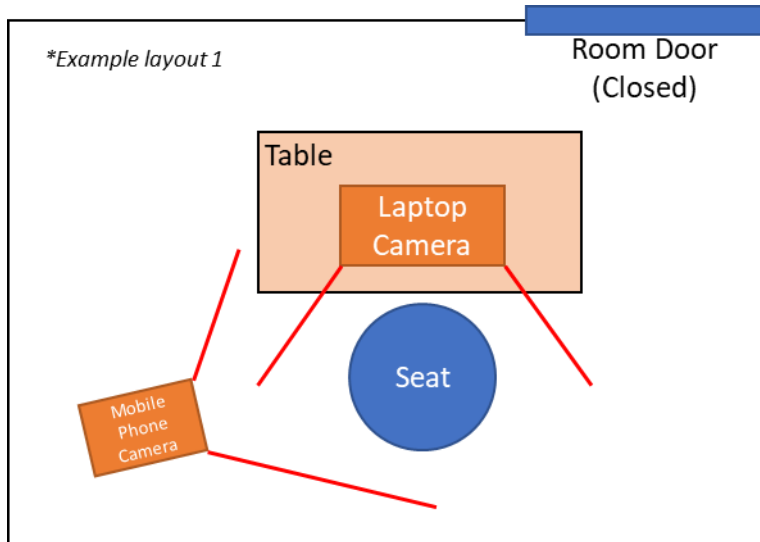 *Example layout 1
Room Door
(Closed)
Table
Laptop
Camera
Seat
Mobile
Phone
Camera